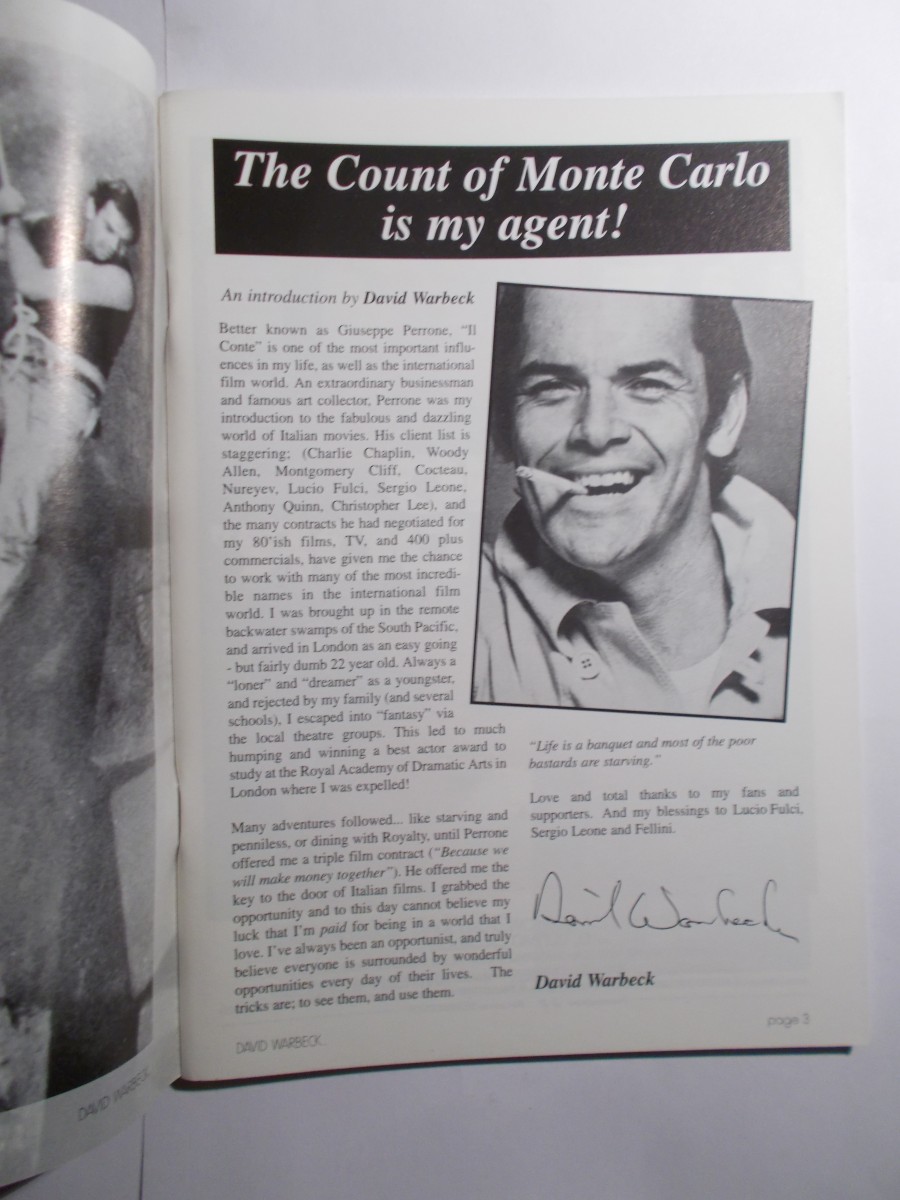 The Count of Monte Carlo
is my agent!
An introduction by David Warbeck
Better known as Giuseppe Perrone, “Il
Conte” is one of the most important influ-
ences in my life, as well as the international
film world. An extraordinary businessman
and famous art collector, Perrone was my
introduction to the fabulous and dazzling
world of Italian movies. His client list is
staggering; (Charlie Chaplin, Woody
Allen, Montgomery Cliff, Cocteau,
Nureyev, Lucio Fulci, Sergio Leone,
Anthony Quinn, Christopher Lee), and
the many contracts he had negotiated for
my 80’ish films, TV, and 400 plus
commercials, have given me the chance
to work with many of the most incredi-
ble names in the international film
world. I was brought up in the remote
backwater swamps of the South Pacific,
and arrived in London as an easy going
- but fairly dumb 22 year old. Always a
“loner” and “dreamer” as a youngster,
and rejected by my family (and several
schools), I escaped into “fantasy” via
the local theatre groups. This led to much
humping and winning a best actor award to
study at the Royal Academy of Dramatic Arts in
London where I was expelled!
Many adventures followed... like starving and
penniless, or dining with Royalty, until Perrone
offered me a triple film contract (“Because we
will make money together”). He offered me the
key to the door of Italian films. I grabbed the
opportunity and to this day cannot believe my
luck that I’m paid for being in a world that I
love. I’ve always been an opportunist, and truly
believe everyone is surrounded by wonderful
opportunities every day of their lives. The
tricks are; to see them, and use them.
“Life is a banquet and most of the poor
bastards are starving.”
Love and total thanks to my fans and
supporters. And my blessings to Lucio Fulci,
Sergio Leone and Fellini.
David Warbeck
David Warbeck
DAVID WARBECK
page 3
DAVID WARBECK